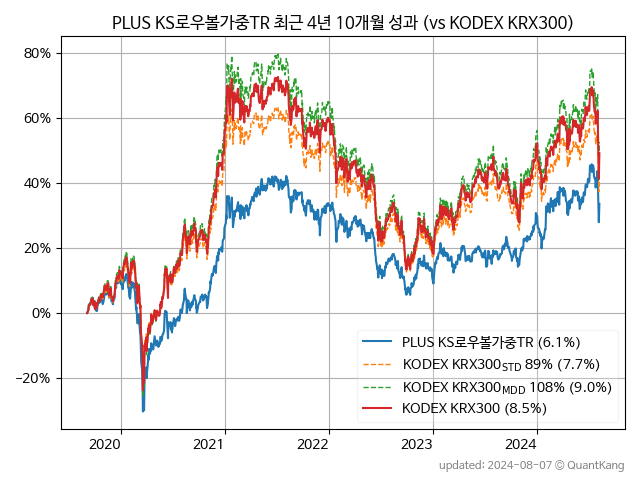 PLUS KS로우볼가중TR 최근 4년 10개월 성과 (vs KODEX KRX300)
80%
60%
40%
20%
0%
−20%
PLUS KS로우볼가중TR (6.1%)
KODEX KRX300STD 89% (7.7%)
KODEX KRX300MDD 108% (9.0%)
KODEX KRX300 (8.5%)
2020 2021 2022 2023 2024
updated: 2024-08-07 © QuantKang